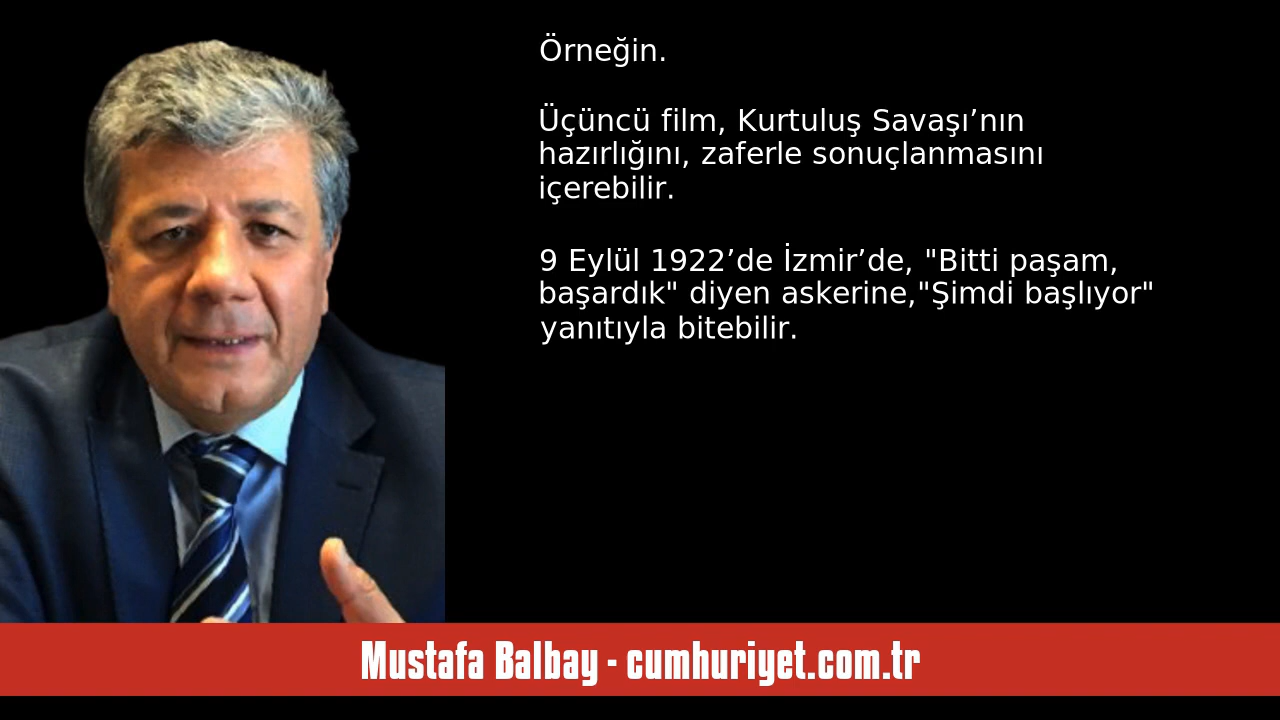 Örneğin.
Üçüncü film, Kurtuluş Savaşı’nın
hazırlığını, zaferle sonuçlanmasını
içerebilir.
9 Eylül 1922’de İzmir’de, "Bitti paşam,
başardık" diyen askerine,"Şimdi başlıyor"
yanıtıyla bitebilir.
Mustafa Balbay - cumhuriyet.com.tr